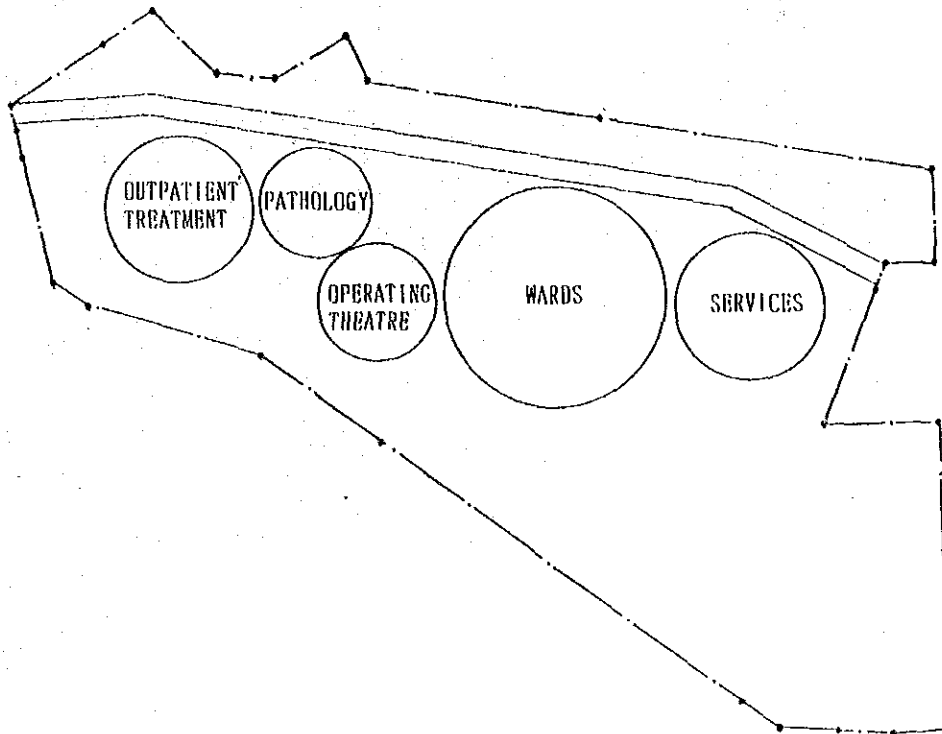 OUTPATIENT
TREATMENT
PATHOLOGY
OPERATING
THEATRE
WARDS
SERVICES